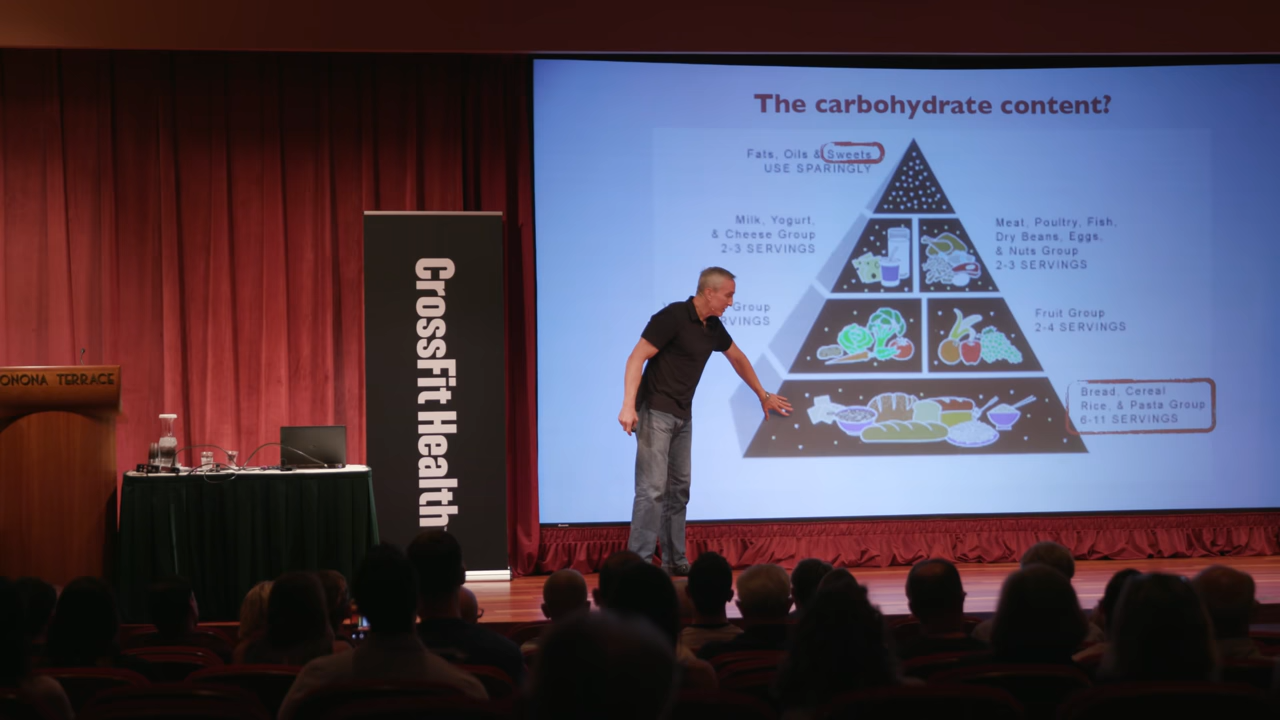 The carbohydrate content?
Fats, Oils & Sweets
USE SPARINGLY
Milk, Yogurt,
& Cheese Group
2-3 SERVINGS
Meat, Poultry, Fish,
Dry Beans, Eggs,
& Nuts Group
2-3 SERVINGS
Group
Fruit Group
2-4 SERVINGS
Bread, Cereal
Rice, & Pasta Group
6-11 SERVINGS
CrossFit Health
ONONA TERRACE